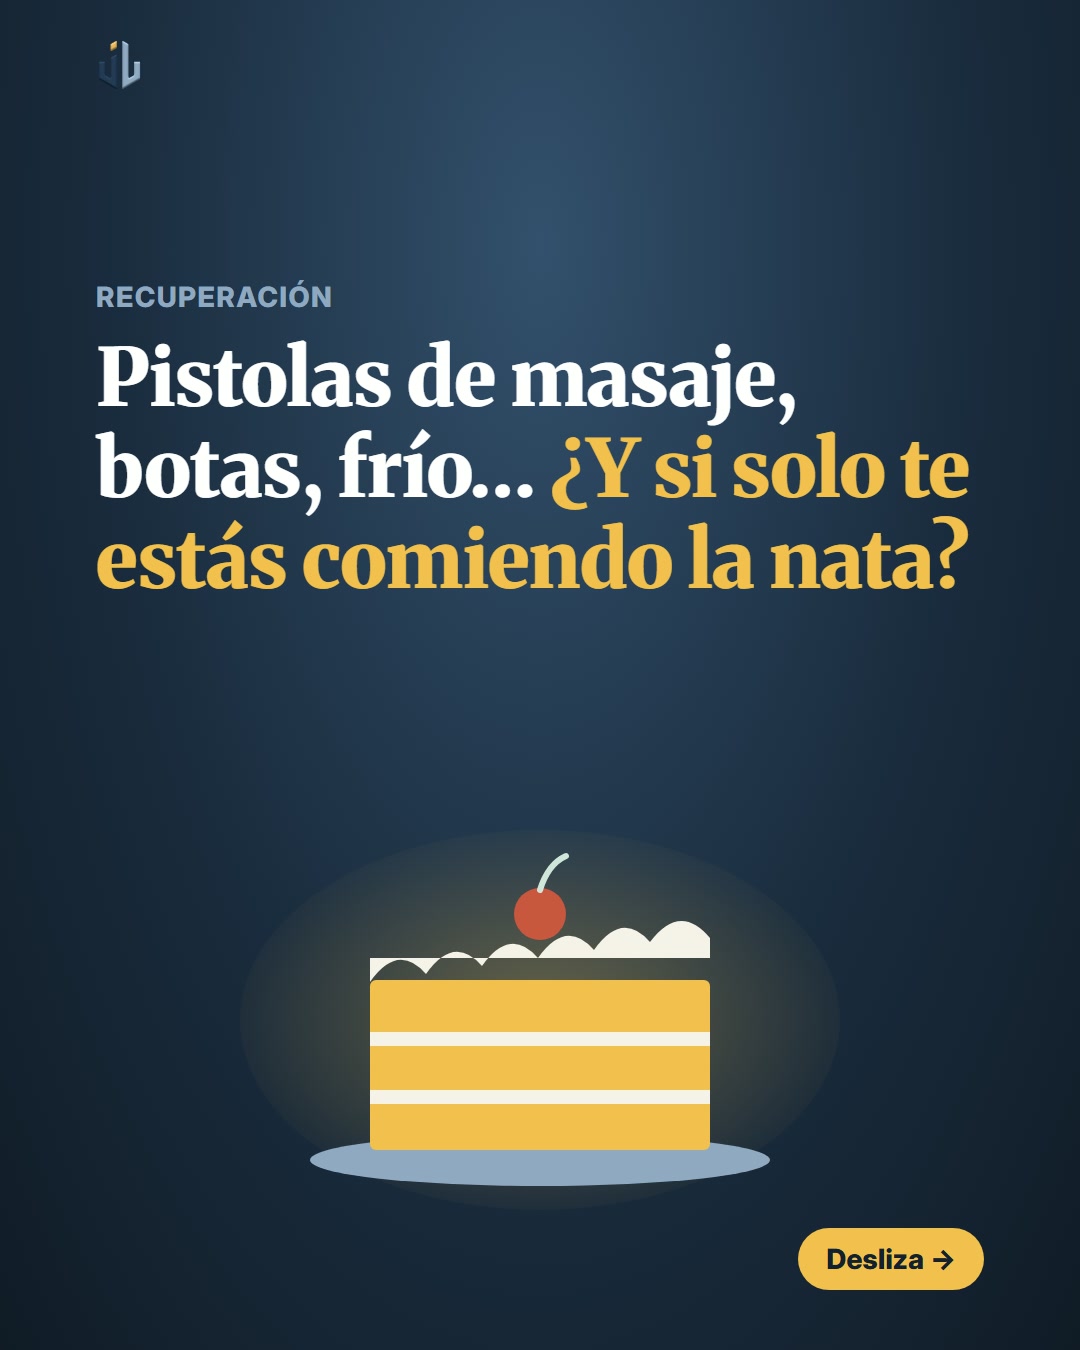 RECUPERACIÓN
Pistolas de masaje,
botas, frío... ¿Y si solo te
estás comiendo la nata?
Desliza →